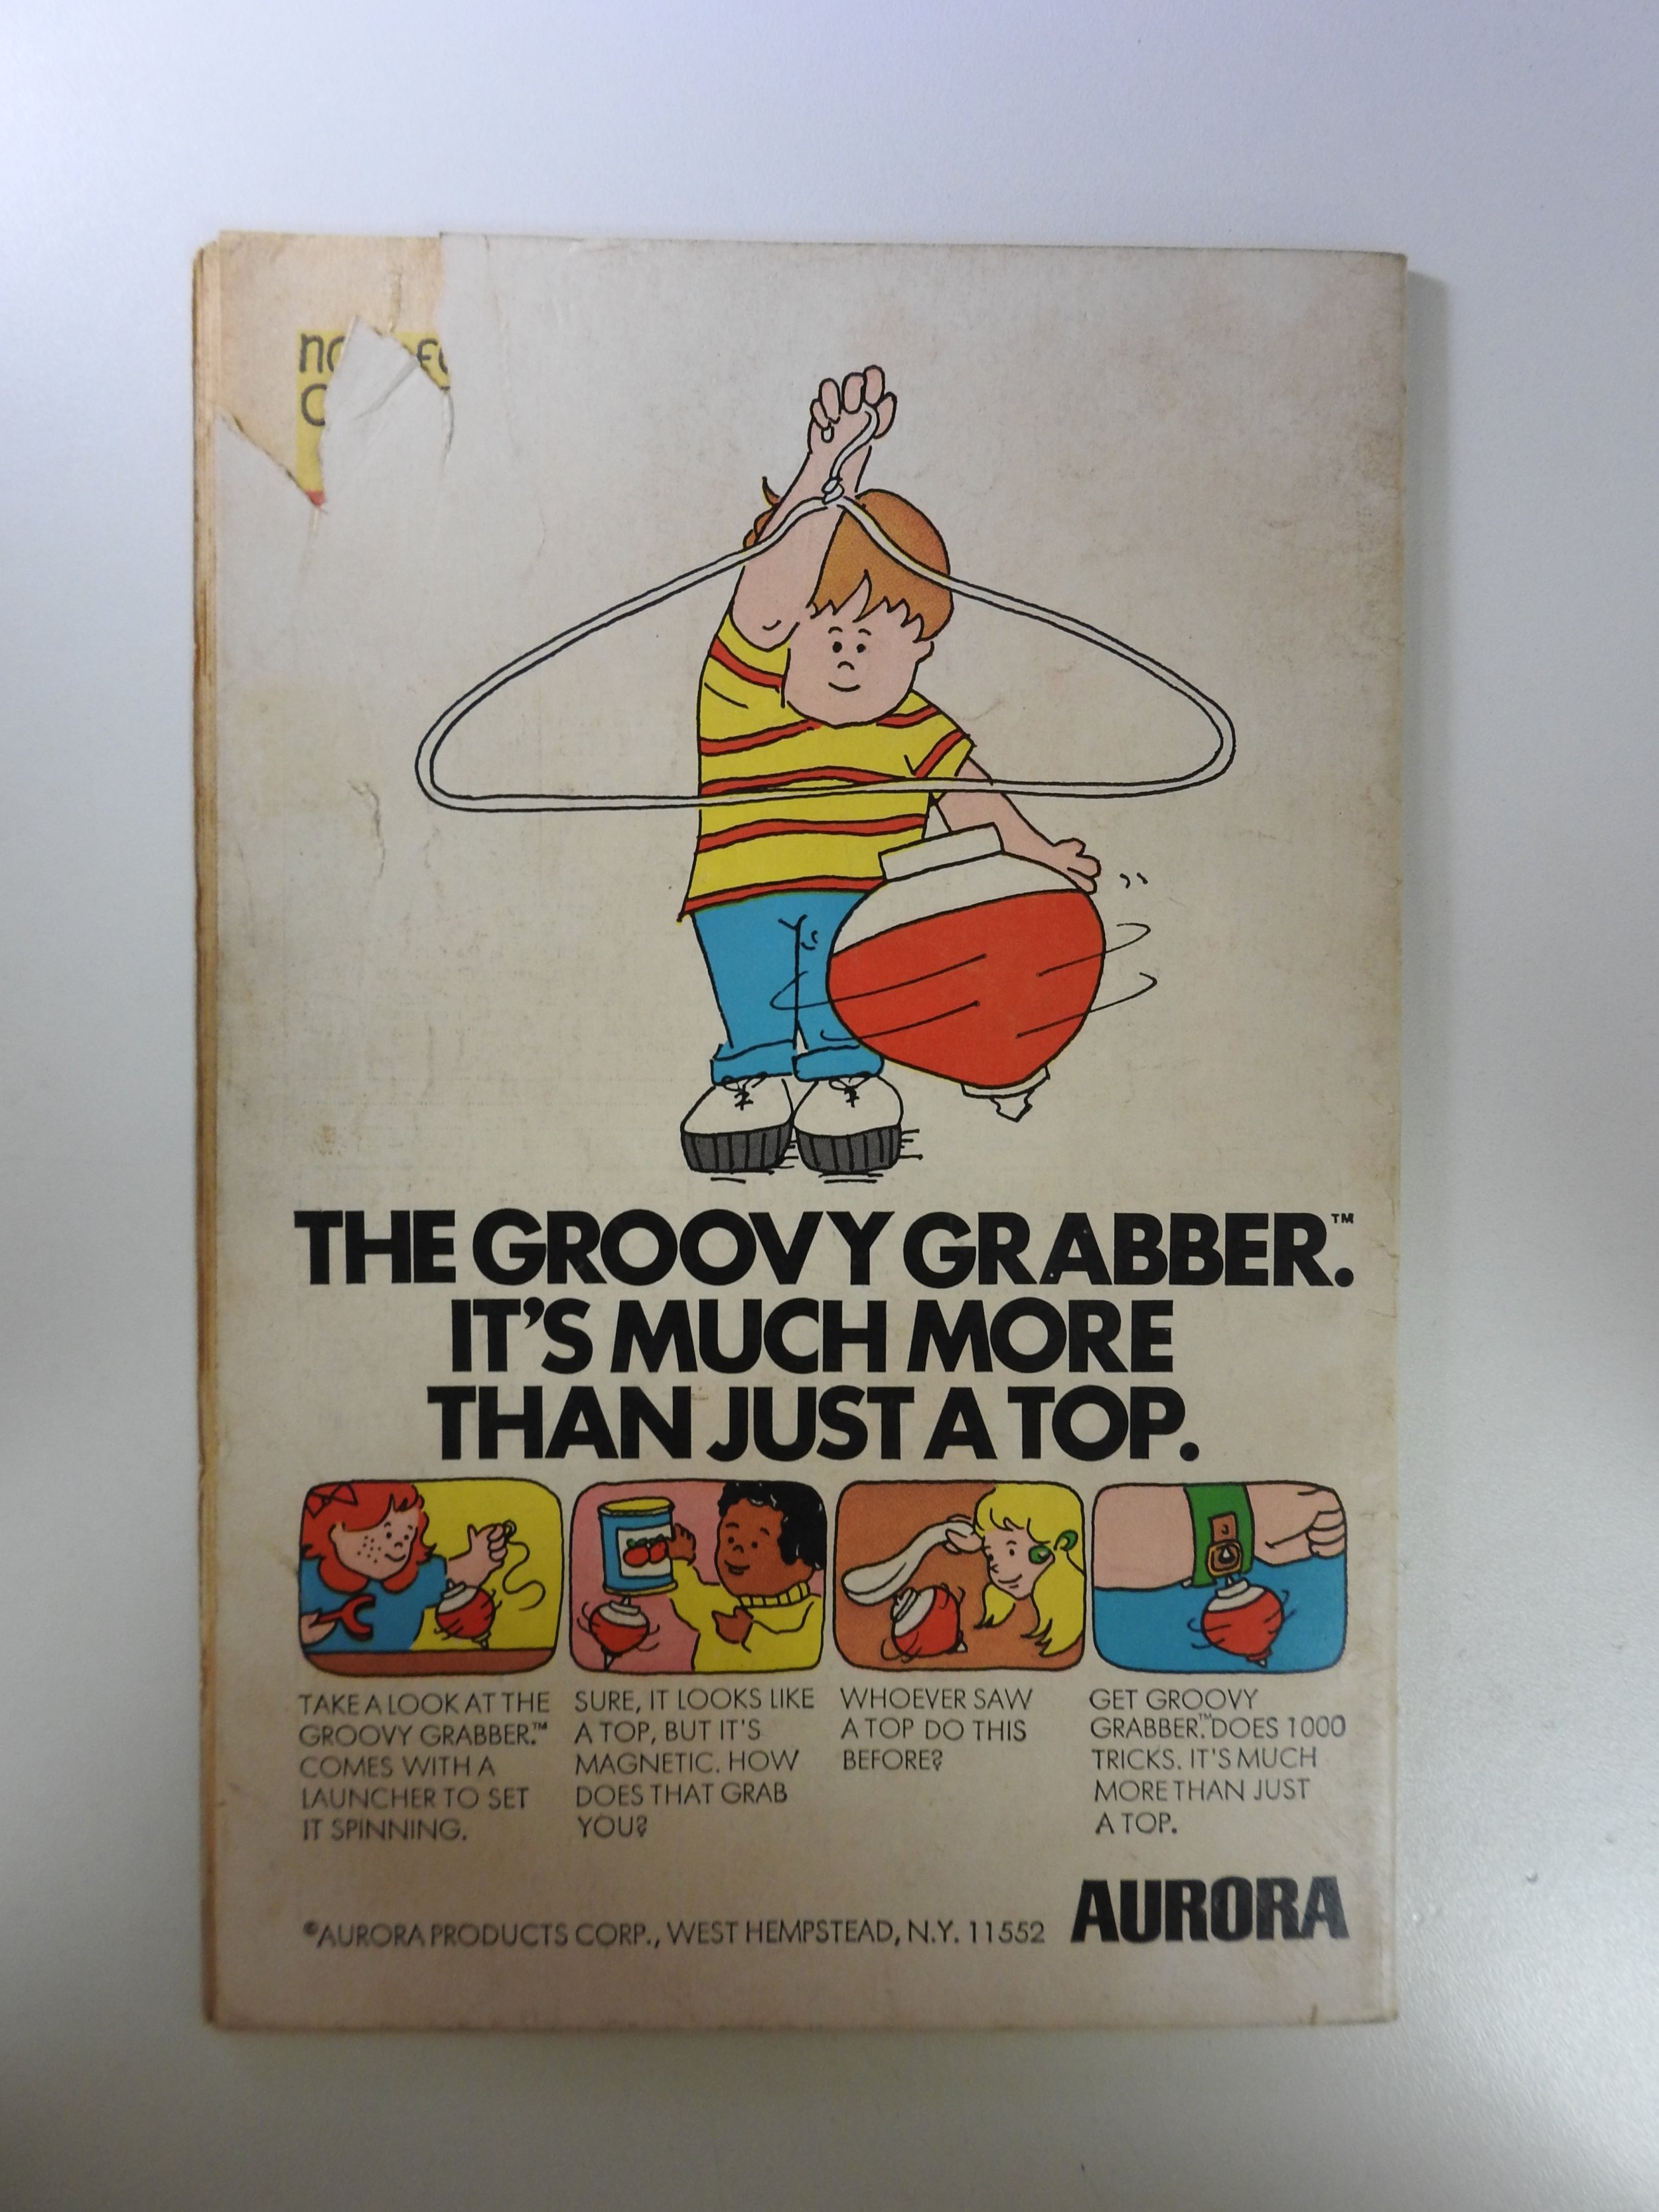 THE GROOVY GRABBER.™
IT'S MUCH MORE
THAN JUST A TOP.
TAKE A LOOK AT THE
GROOVY GRABBER.™
COMES WITH A
LAUNCHER TO SET
IT SPINNING.
SURE, IT LOOKS LIKE
A TOP, BUT IT'S
MAGNETIC. HOW
DOES THAT GRAB
YOU?
WHOEVER SAW
A TOP DO THIS
BEFORE?
GET GROOVY
GRABBER.™ DOES 1000
TRICKS. IT'S MUCH
MORE THAN JUST
A TOP.
©AURORA PRODUCTS CORP., WEST HEMPSTEAD, N.Y. 11552
AURORA